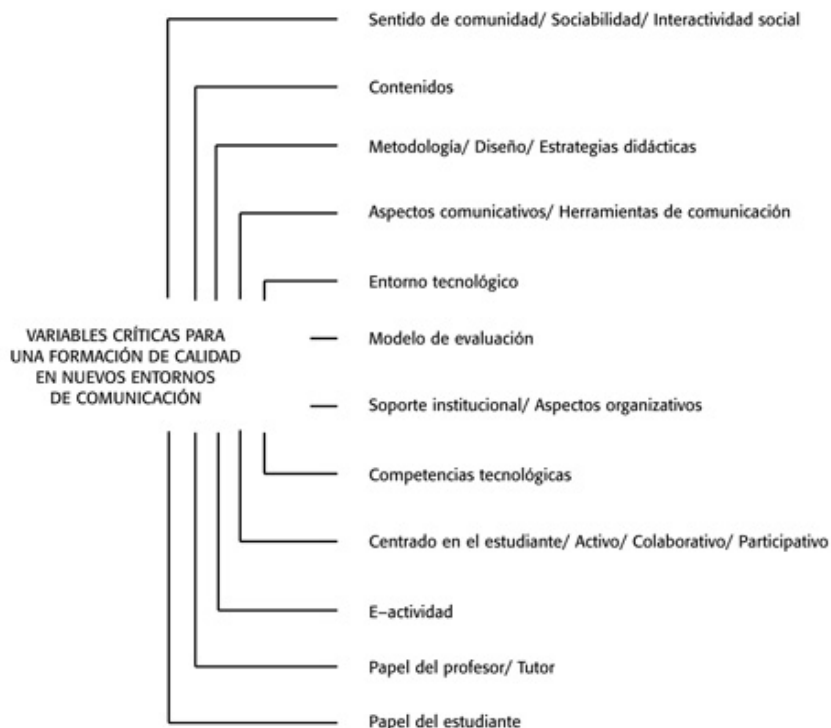 Sentido de comunidad/ Sociabilidad/ Interactividad social
Contenidos
Metodología/ Diseño/ Estrategias didácticas
Aspectos comunicativos/ Herramientas de comunicación
Entorno tecnológico
VARIABLES CRÍTICAS PARA
UNA FORMACIÓN DE CALIDAD
EN NUEVOS ENTORNOS
DE COMUNICACIÓN
Modelo de evaluación
Soporte institucional/ Aspectos organizativos
Competencias tecnológicas
Centrado en el estudiante/ Activo/ Colaborativo/ Participativo
E–actividad
Papel del profesor/ Tutor
Papel del estudiante